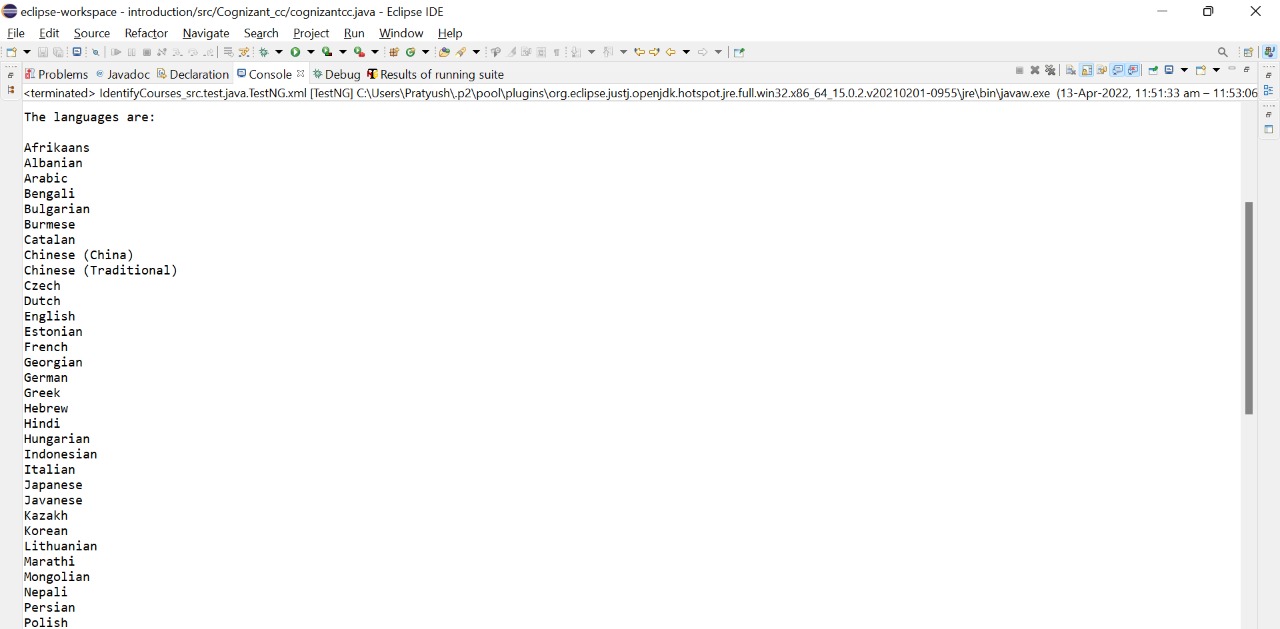 eclipse-workspace - introduction/src/Cognizant_cc/cognizantcc.java - Eclipse IDE
File Edit Source Refactor Navigate Search Project Run Window Help
Problems Javadoc Declaration Console Debug Results of running suite
<terminated> IdentifyCourses_src.test.java.TestNG.xml [TestNG] C:\Users\Pratyush\.p2\pool\plugins\org.eclipse.justj.openjdk.hotspot.jre.full.win32.x86_64_15.0.2.v20210201-0955\jre\bin\javaw.exe (13-Apr-2022, 11:51:33 am – 11:53:06
The languages are:
Afrikaans
Albanian
Arabic
Bengali
Bulgarian
Burmese
Catalan
Chinese (China)
Chinese (Traditional)
Czech
Dutch
English
Estonian
French
Georgian
German
Greek
Hebrew
Hindi
Hungarian
Indonesian
Italian
Japanese
Javanese
Kazakh
Korean
Lithuanian
Marathi
Mongolian
Nepali
Persian
Polish